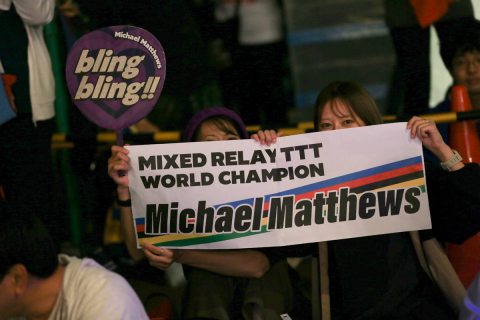 Michael Matthews
bling
bling!!
MIXED RELAY TTT
WORLD CHAMPION
Michael Matthews